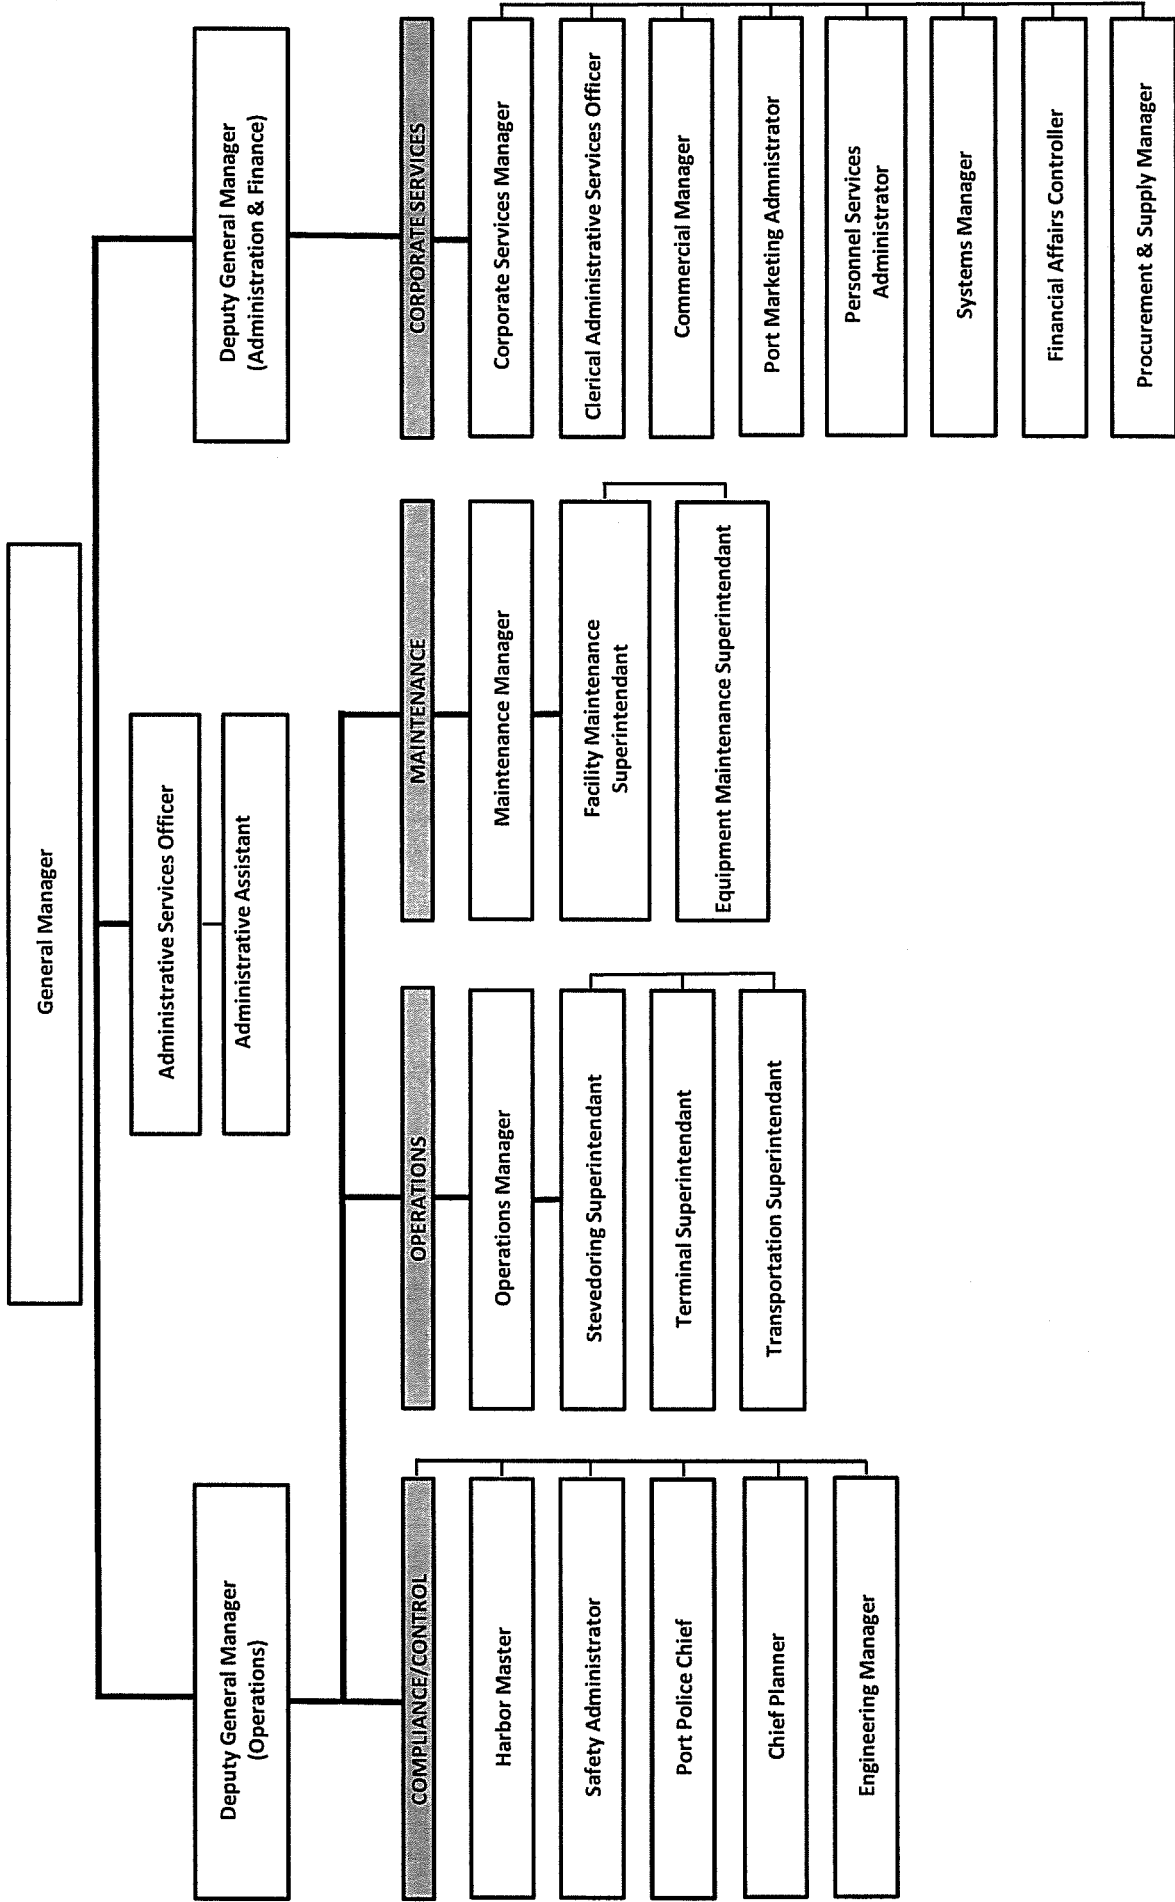 General Manager
Administrative Services Officer
Administrative Assistant
Deputy General Manager
(Operations)
Deputy General Manager
(Administration & Finance)
COMPLIANCE/CONTROL
Harbor Master
Safety Administrator
Port Police Chief
Chief Planner
Engineering Manager
OPERATIONS
Operations Manager
Stevedoring Superintendant
Terminal Superintendant
Transportation Superintendant
MAINTENANCE
Maintenance Manager
Facility Maintenance
Superintendant
Equipment Maintenance Superintendant
CORPORATE SERVICES
Corporate Services Manager
Clerical Administrative Services Officer
Commercial Manager
Port Marketing Admnistrator
Personnel Services
Administrator
Systems Manager
Financial Affairs Controller
Procurement & Supply Manager